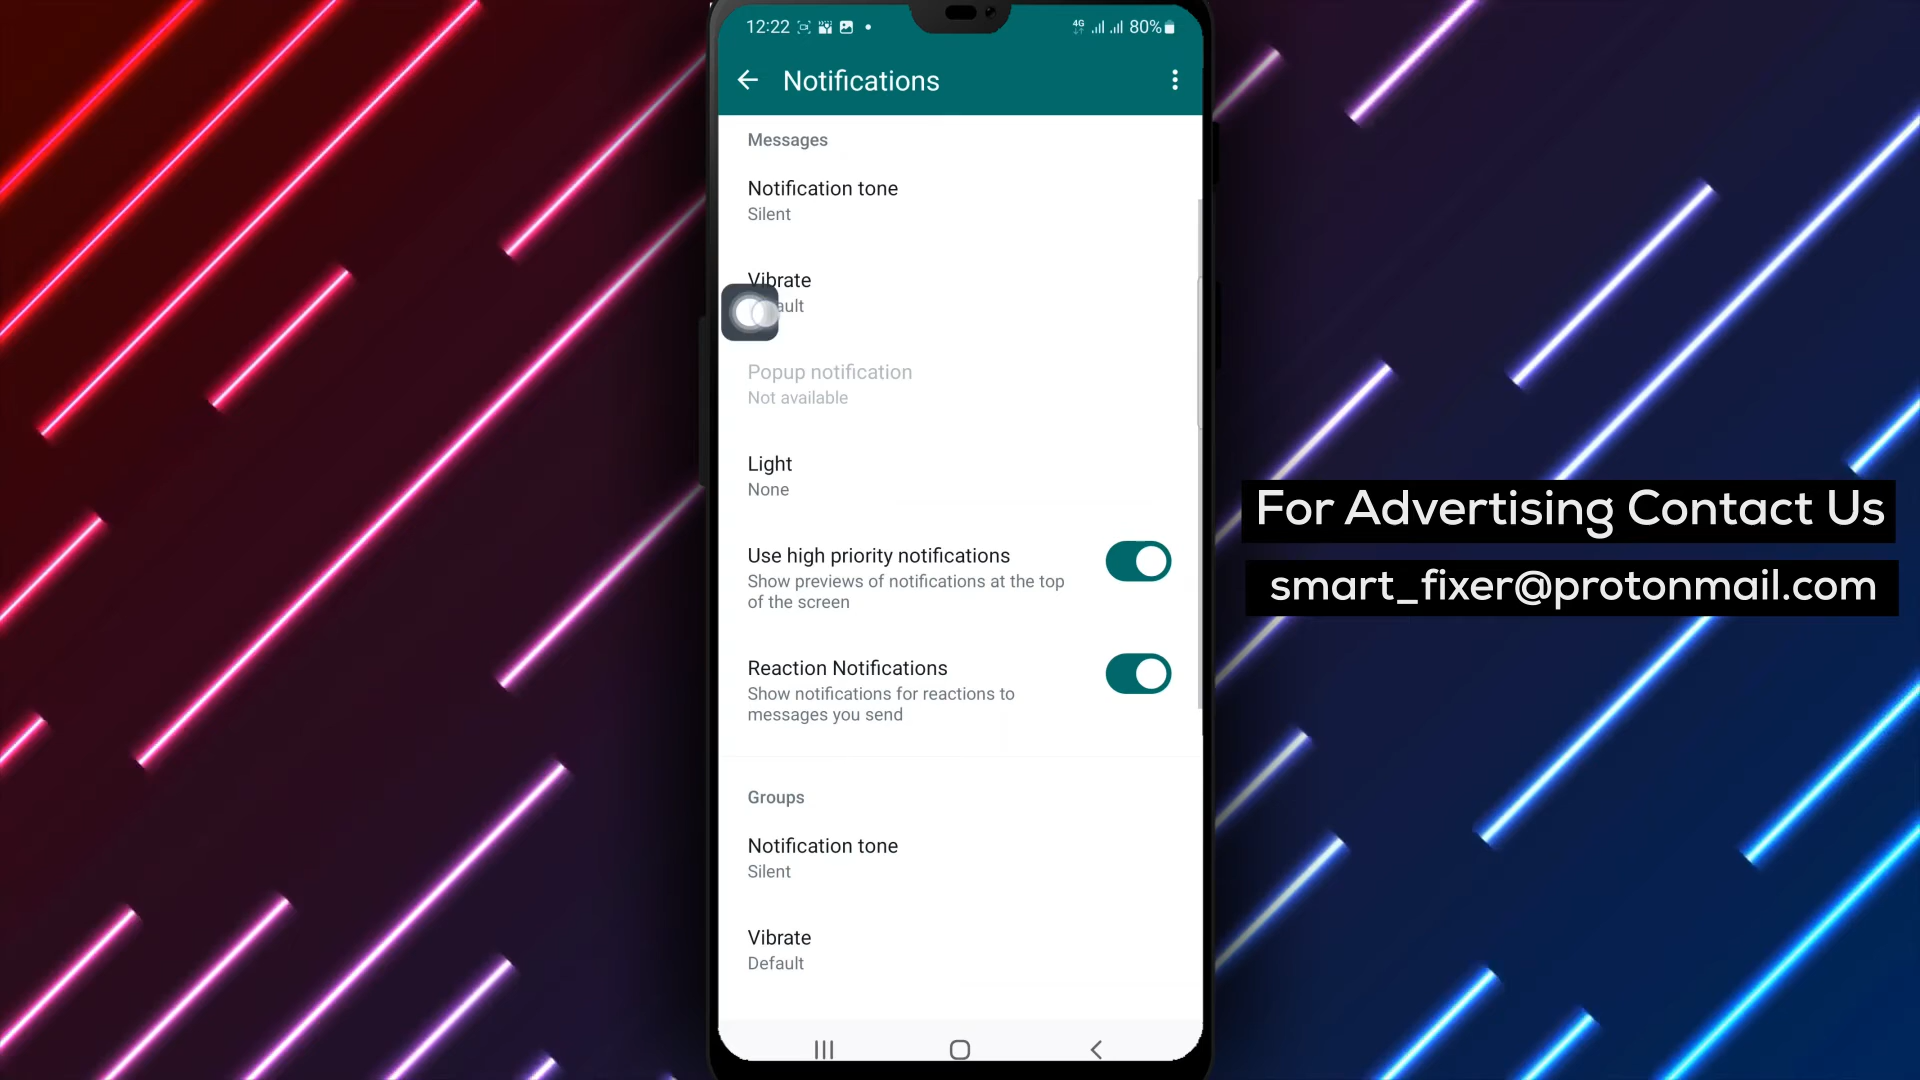 12:22
4G
80%
Notifications
Messages
Notification tone
Silent
Vibrate
ault
Popup notification
Not available
Light
None
Use high priority notifications
Show previews of notifications at the top
of the screen
Reaction Notifications
Show notifications for reactions to
messages you send
Groups
Notification tone
Silent
Vibrate
Default
For Advertising Contact Us
smart_fixer@protonmail.com